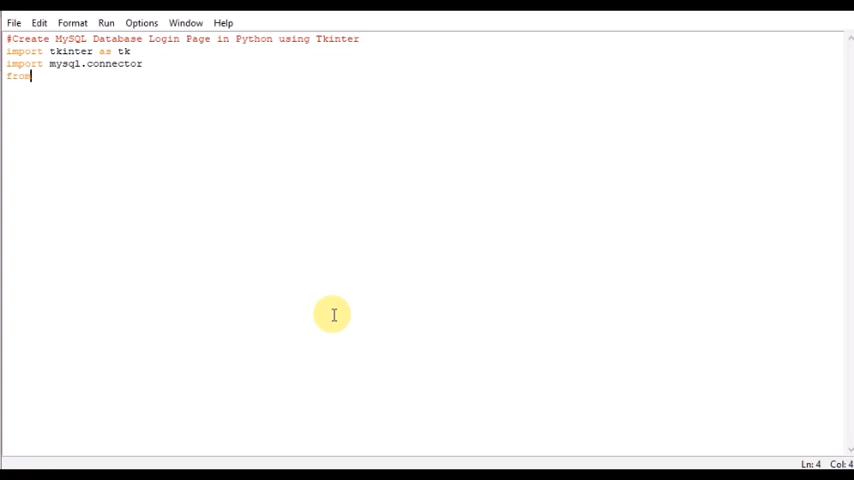 File Edit Format Run Options Window Help
#Create MySQL Database Login Page in Python using Tkinter
import tkinter as tk
import mysql.connector
from
Ln: 4 Col: 4